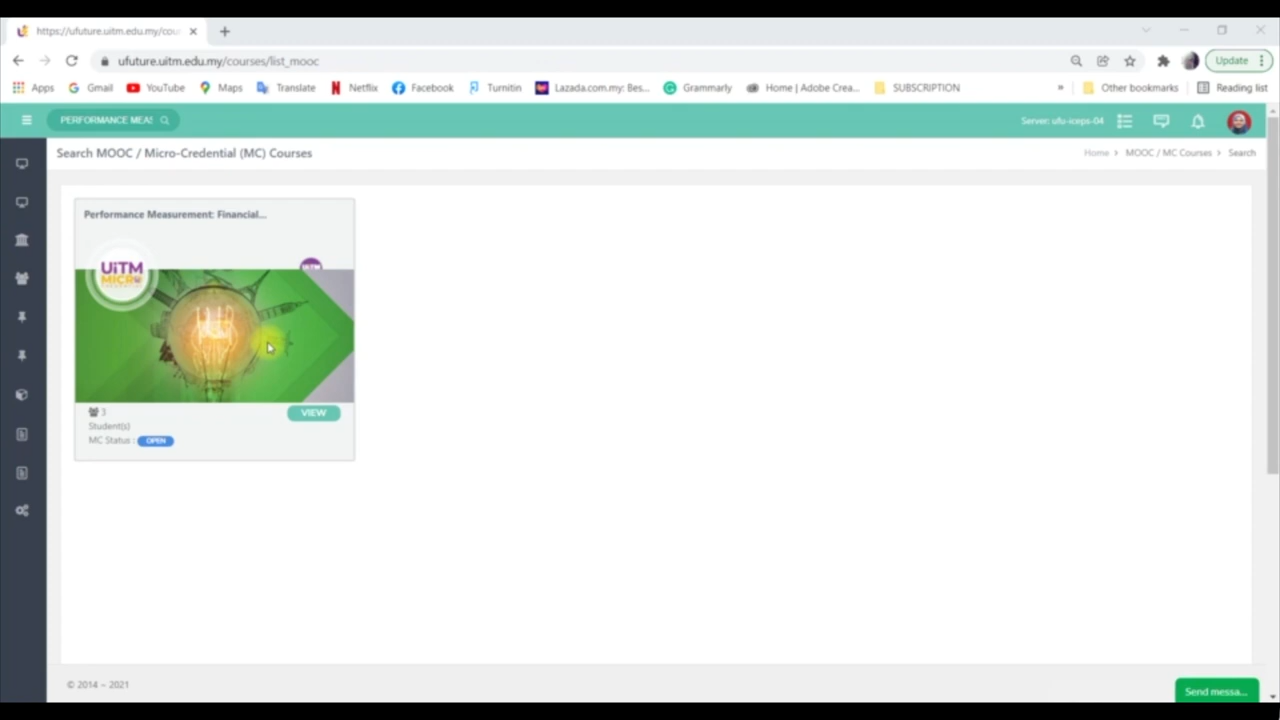 https://ufuture.uitm.edu.my/cou
ufuture.uitm.edu.my/courses/list_mooc
Update
Apps Gmail YouTube Maps Translate Netflix Facebook Turnitin Lazada.com.my: Bes... Grammarly Home | Adobe Crea... SUBSCRIPTION » Other bookmarks Reading list
PERFORMANCE MEA! Server: ufu-iceps-04
Search MOOC / Micro-Credential (MC) Courses Home > MOOC / MC Courses > Search
Performance Measurement: Financial...
UiTM
UiTM
MICRO
3
VIEW
Student(s)
MC Status : OPEN
© 2014 – 2021
Send messa...